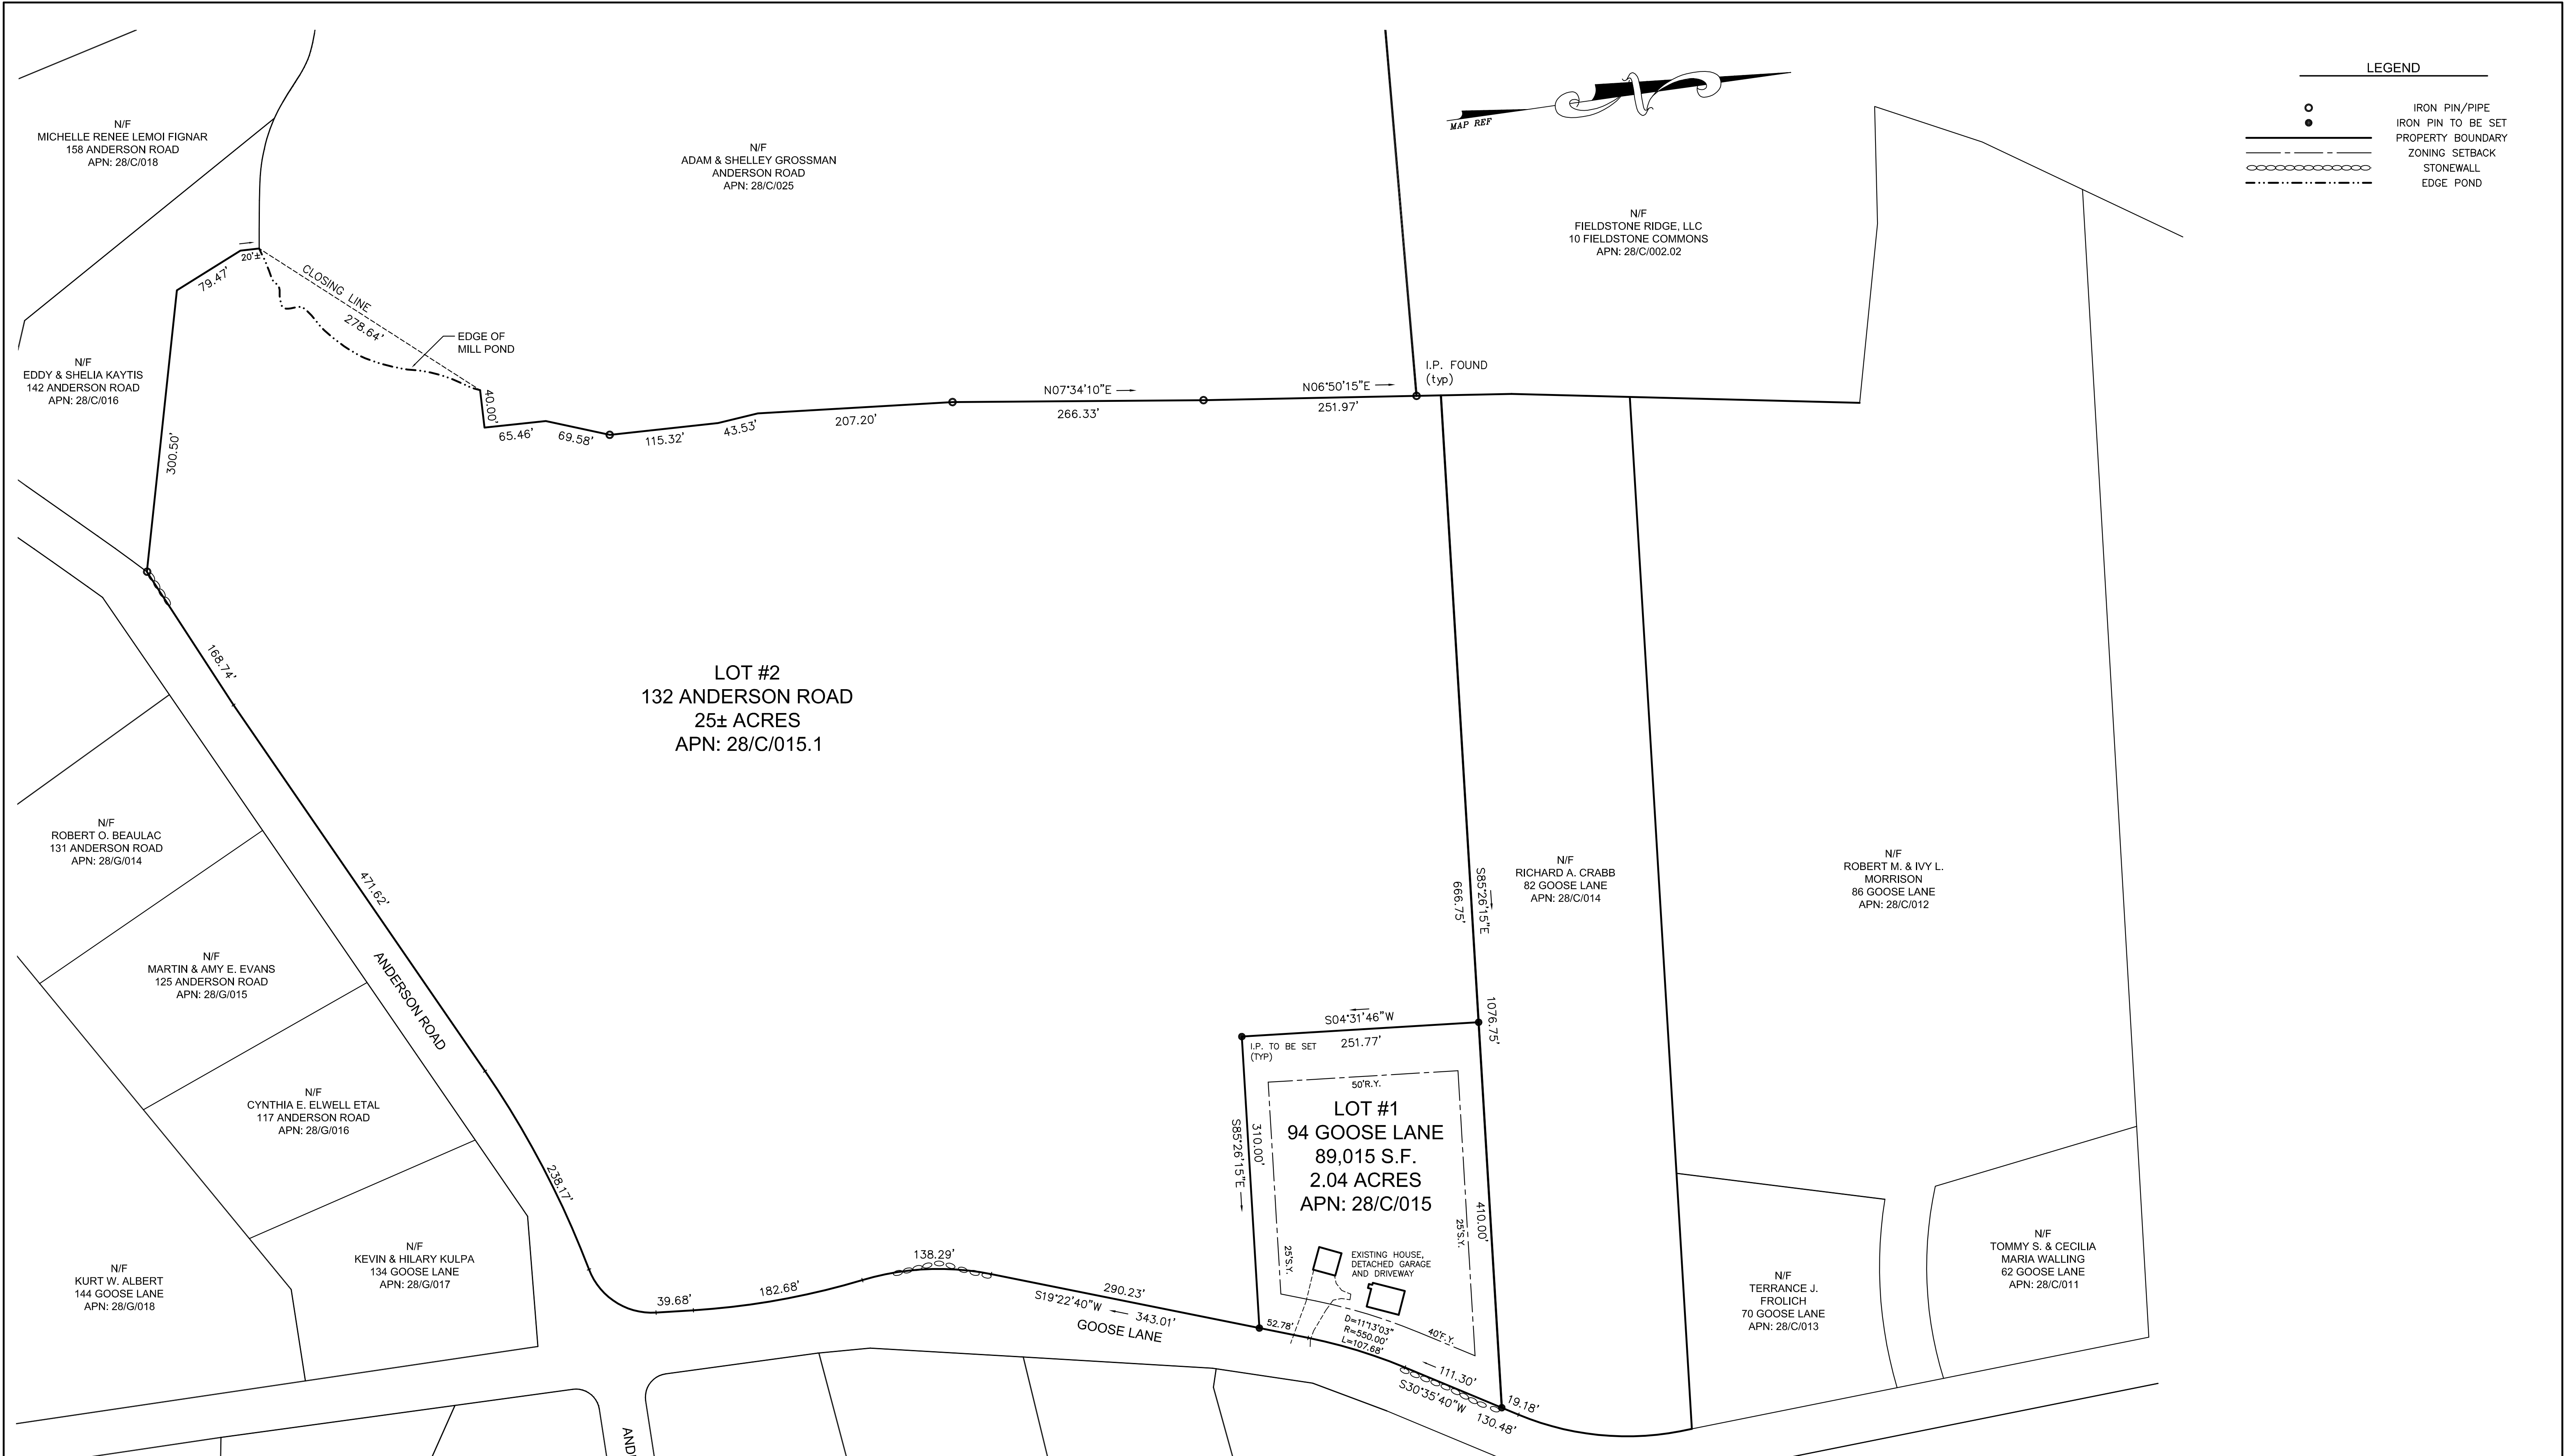 LEGEND
IRON PIN/PIPE
IRON PIN TO BE SET
PROPERTY BOUNDARY
ZONING SETBACK
STONEWALL
EDGE POND
MAP REF
N
N/F
MICHELLE RENEE LEMOI FIGNAR
158 ANDERSON ROAD
APN: 28/C/018
N/F
ADAM & SHELLEY GROSSMAN
ANDERSON ROAD
APN: 28/C/025
N/F
FIELDSTONE RIDGE, LLC
10 FIELDSTONE COMMONS
APN: 28/C/002.02
79.47'
20'±
CLOSING LINE
278.64'
EDGE OF
MILL POND
N/F
EDDY & SHELIA KAYTIS
142 ANDERSON ROAD
APN: 28/C/016
300.50'
40.00'
65.46'
69.58'
115.32'
43.53'
207.20'
N07°34'10"E
266.33'
N06°50'15"E
251.97'
I.P. FOUND
(typ)
168.74'
LOT #2
132 ANDERSON ROAD
25± ACRES
APN: 28/C/015.1
N/F
ROBERT O. BEAULAC
131 ANDERSON ROAD
APN: 28/G/014
471.62'
ANDERSON ROAD
N/F
MARTIN & AMY E. EVANS
125 ANDERSON ROAD
APN: 28/G/015
N/F
CYNTHIA E. ELWELL ETAL
117 ANDERSON ROAD
APN: 28/G/016
238.17'
N/F
KEVIN & HILARY KULPA
134 GOOSE LANE
APN: 28/G/017
N/F
KURT W. ALBERT
144 GOOSE LANE
APN: 28/G/018
666.75'
S85°26'15"E
1076.75'
N/F
RICHARD A. CRABB
82 GOOSE LANE
APN: 28/C/014
N/F
ROBERT M. & IVY L.
MORRISON
86 GOOSE LANE
APN: 28/C/012
S04°31'46"W
251.77'
I.P. TO BE SET
(TYP)
50'R.Y.
LOT #1
94 GOOSE LANE
89,015 S.F.
2.04 ACRES
APN: 28/C/015
S85°26'15"E
310.00'
410.00'
25'S.Y.
25'S.Y.
EXISTING HOUSE,
DETACHED GARAGE
AND DRIVEWAY
40'F.Y.
D=11°13'03"
R=550.00'
L=107.68'
52.78'
111.30'
S30°35'40"W
130.48'
19.18'
39.68'
182.68'
138.29'
290.23'
S19°22'40"W
343.01'
GOOSE LANE
N/F
TERRANCE J.
FROLICH
70 GOOSE LANE
APN: 28/C/013
N/F
TOMMY S. & CECILIA
MARIA WALLING
62 GOOSE LANE
APN: 28/C/011